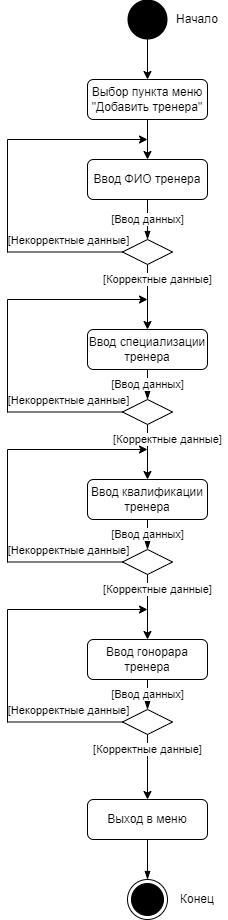 Начало
Выбор пункта меню
"Добавить тренера"
Ввод ФИО тренера
[Ввод данных]
[Некорректные данные]
[Корректные данные]
Ввод специализации
тренера
[Ввод данных]
[Некорректные данные]
[Корректные данные]
Ввод квалификации
тренера
[Ввод данных]
[Некорректные данные]
[Корректные данные]
Ввод гонорара
тренера
[Ввод данных]
[Некорректные данные]
[Корректные данные]
Выход в меню
Конец